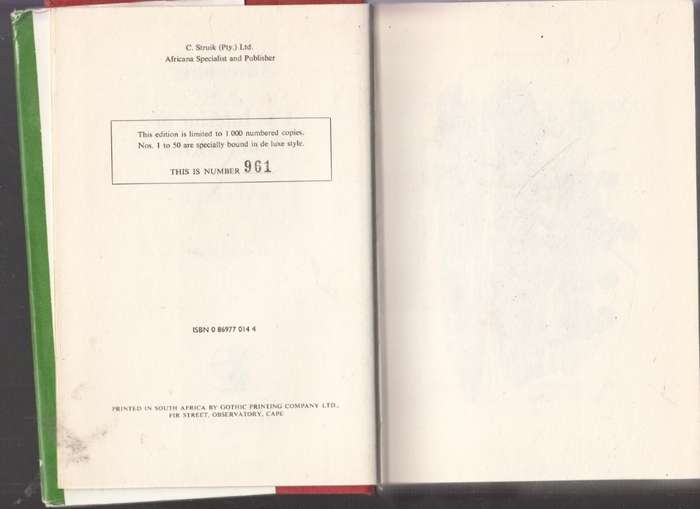 C. Struik (Pty.) Ltd.
Africana Specialist and Publisher
This edition is limited to 1 000 numbered copies.
Nos. 1 to 50 are specially bound in de luxe style.
THIS IS NUMBER 961
ISBN 0 86977 014 4
PRINTED IN SOUTH AFRICA BY GOTHIC PRINTING COMPANY LTD.,
FIR STREET, OBSERVATORY, CAPE